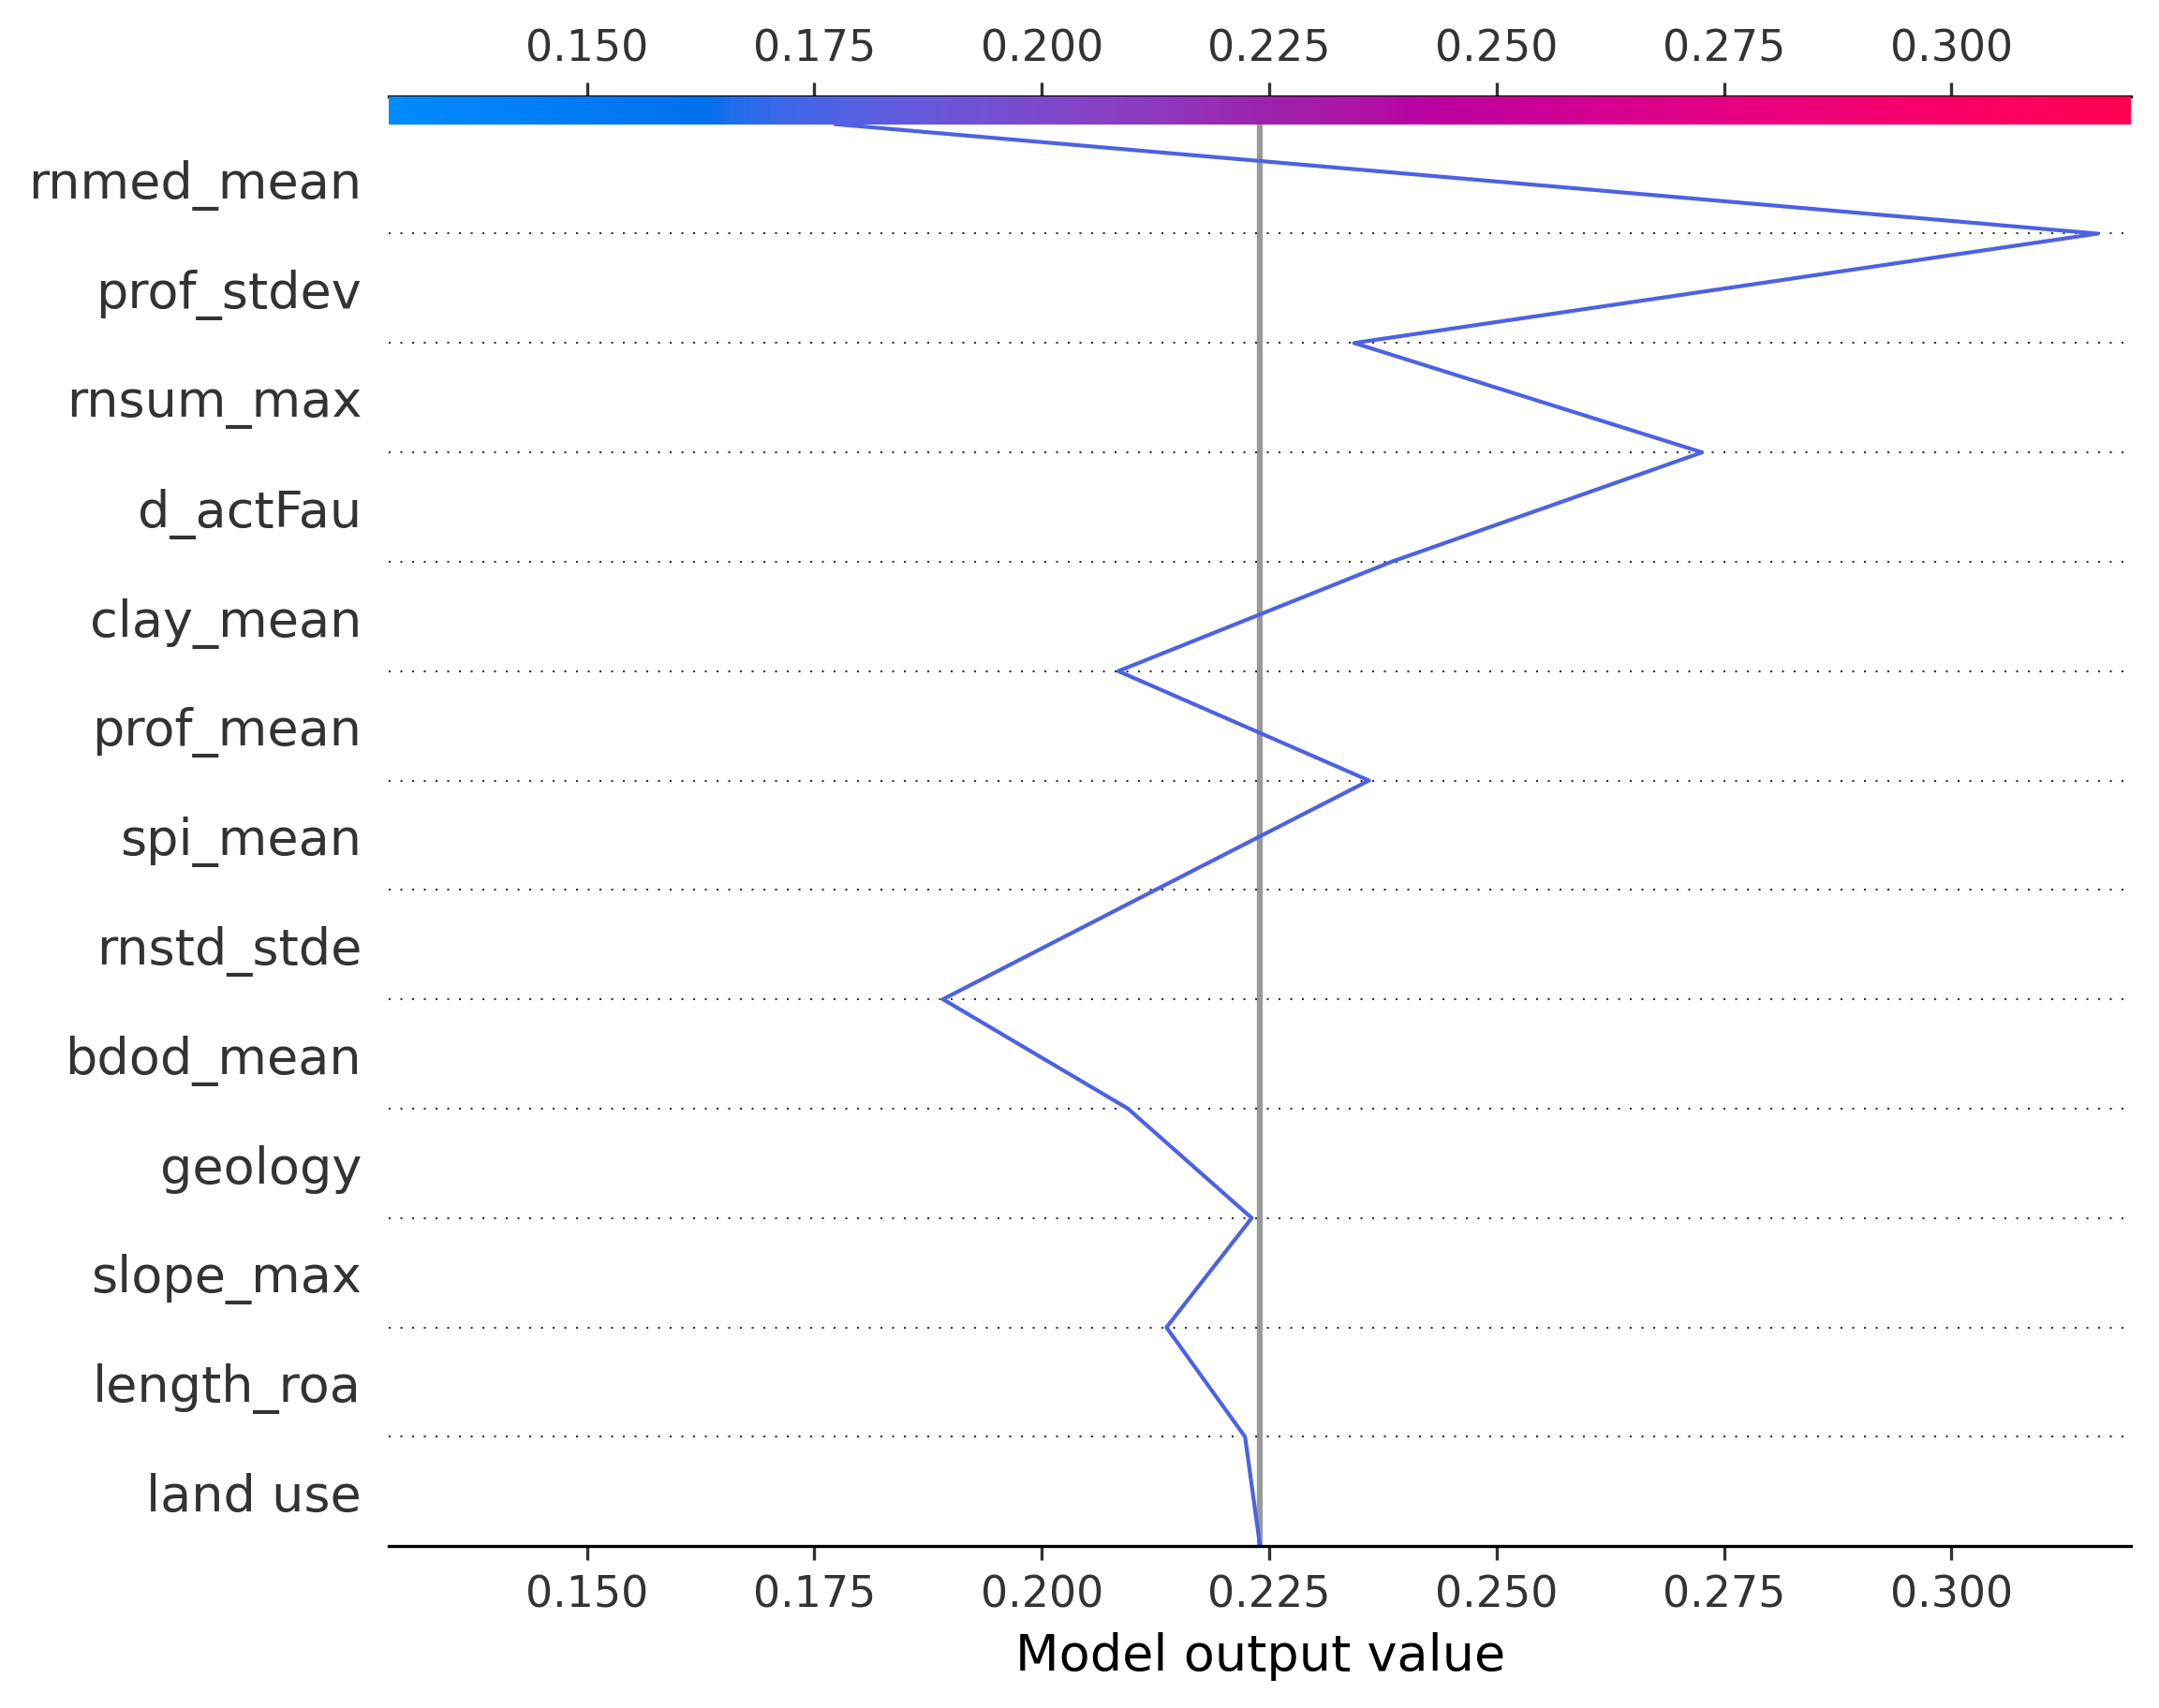 0.150 0.175 0.200 0.225 0.250 0.275 0.300
rnmed_mean
prof_stdev
rnsum_max
d_actFau
clay_mean
prof_mean
spi_mean
rnstd_stde
bdod_mean
geology
slope_max
length_roa
land use
0.150 0.175 0.200 0.225 0.250 0.275 0.300
Model output value